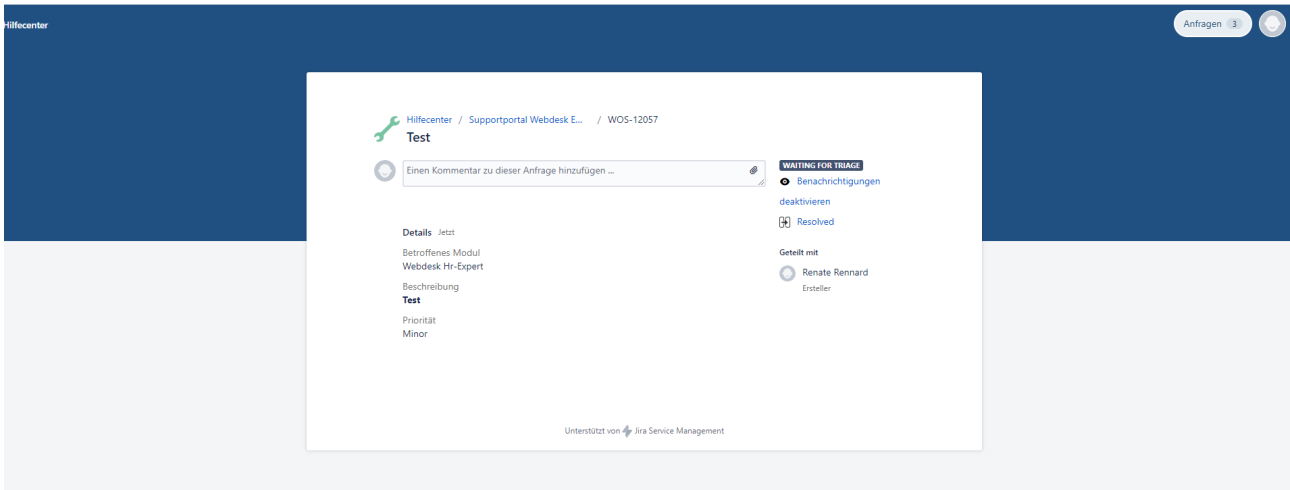 Hilfecenter
Anfragen 3
Hilfecenter / Supportportal Webdesk E... / WOS-12057
Test
Einen Kommentar zu dieser Anfrage hinzufügen ...
WAITING FOR TRIAGE
Benachrichtigungen
deaktivieren
Resolved
Details Jetzt
Betroffenes Modul
Webdesk Hr-Expert
Beschreibung
Test
Priorität
Minor
Geteilt mit
Renate Rennard
Ersteller
Unterstützt von Jira Service Management